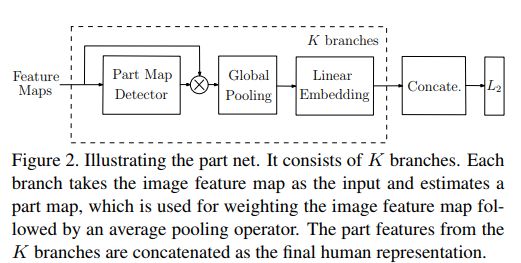 K branches
Feature
Maps
Part Map
Detector
Global
Pooling
Linear
Embedding
Concate.
L2
Figure 2. Illustrating the part net. It consists of K branches. Each
branch takes the image feature map as the input and estimates a
part map, which is used for weighting the image feature map fol-
lowed by an average pooling operator. The part features from the
K branches are concatenated as the final human representation.